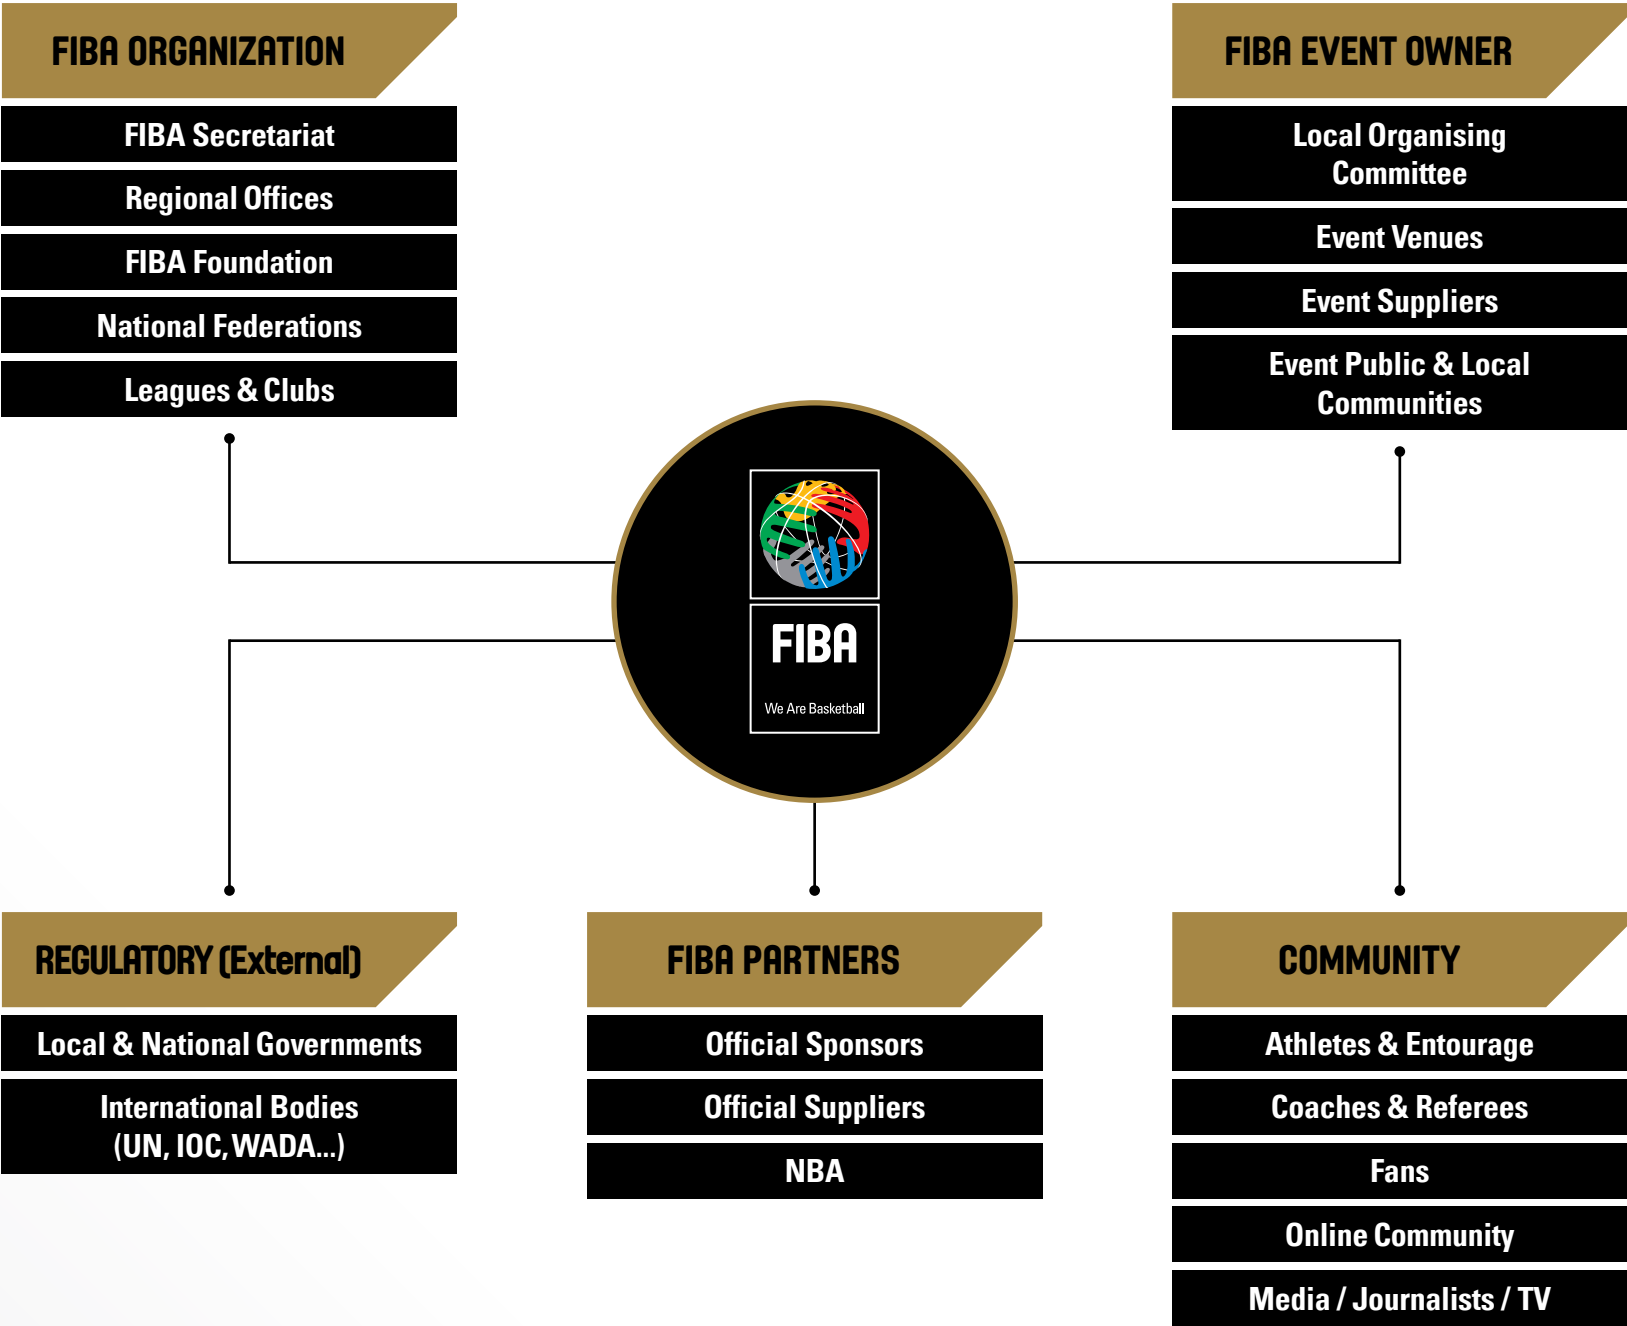 FIBA ORGANIZATION
FIBA Secretariat
Regional Offices
FIBA Foundation
National Federations
Leagues & Clubs
FIBA EVENT OWNER
Local Organising
Committee
Event Venues
Event Suppliers
Event Public & Local
Communities
FIBA
We Are Basketball
REGULATORY (External)
Local & National Governments
International Bodies
(UN, IOC, WADA...)
FIBA PARTNERS
Official Sponsors
Official Suppliers
NBA
COMMUNITY
Athletes & Entourage
Coaches & Referees
Fans
Online Community
Media / Journalists / TV